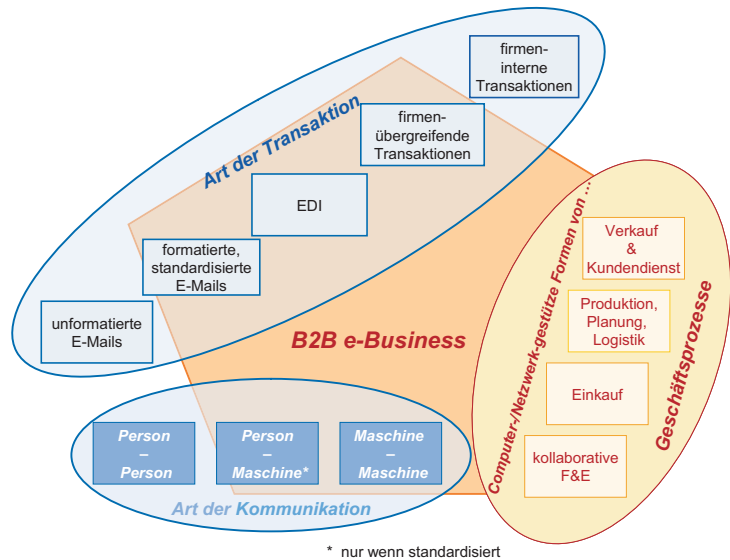 firmen-
interne
Transaktionen
firmen-
übergreifende
Transaktionen
Art der Transaktion
EDI
formatierte,
standardisierte
E-Mails
unformatierte
E-Mails
B2B e-Business
Computer-/Netzwerk-gestütze Formen von ...
Verkauf
&
Kundendienst
Produktion,
Planung,
Logistik
Einkauf
kollaborative
F&E
Geschäftsprozesse
Person
–
Person
Person
–
Maschine*
Maschine
–
Maschine
Art der Kommunikation
* nur wenn standardisiert